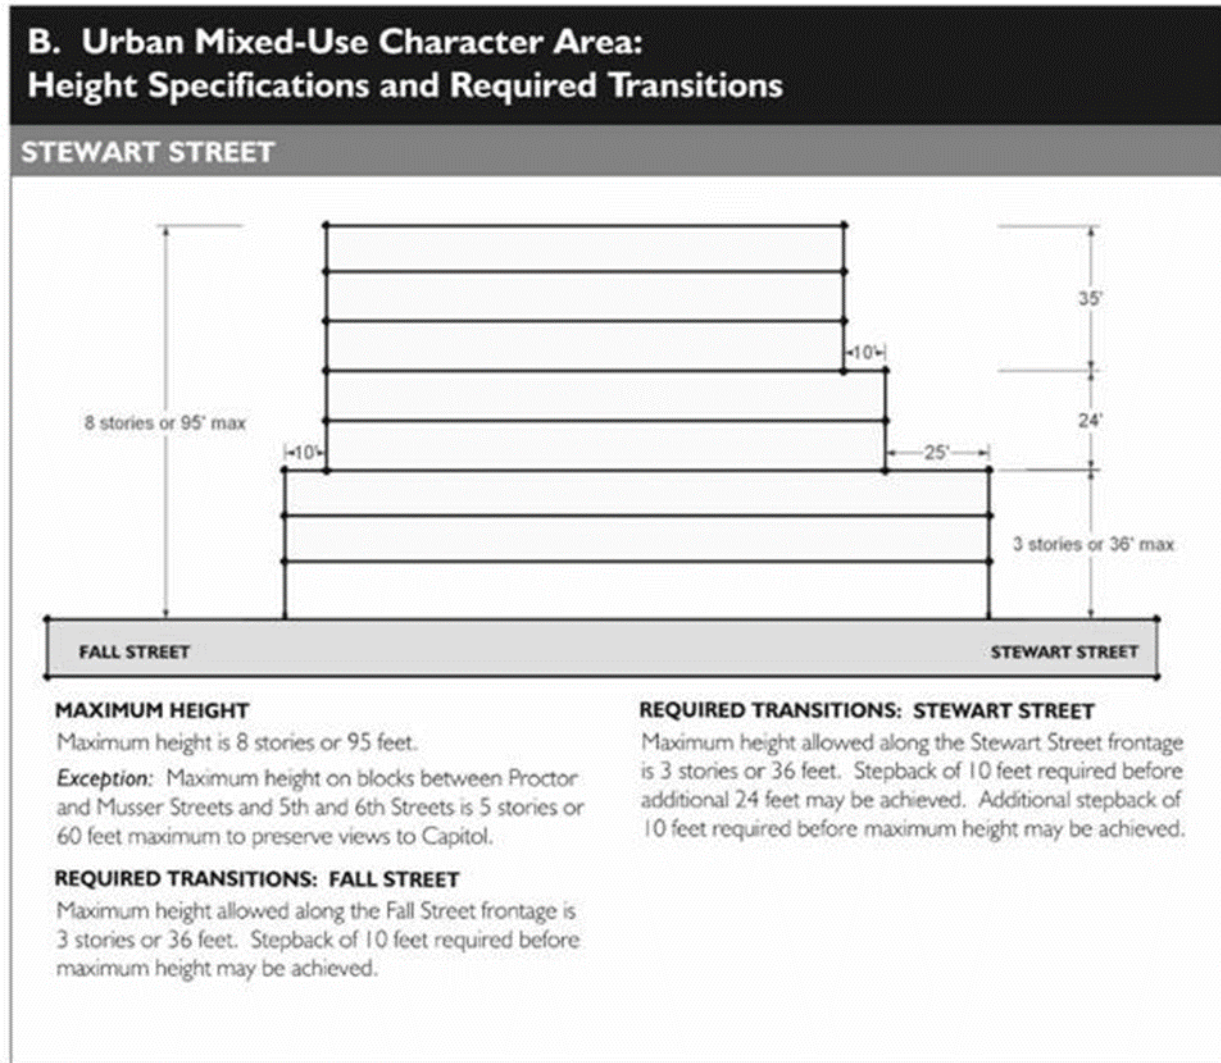 B. Urban Mixed-Use Character Area:
Height Specifications and Required Transitions
STEWART STREET
35'
10'
24'
8 stories or 95' max
10'
25'
3 stories or 36' max
FALL STREET
STEWART STREET
MAXIMUM HEIGHT
Maximum height is 8 stories or 95 feet.
Exception: Maximum height on blocks between Proctor
and Musser Streets and 5th and 6th Streets is 5 stories or
60 feet maximum to preserve views to Capitol.
REQUIRED TRANSITIONS: FALL STREET
Maximum height allowed along the Fall Street frontage is
3 stories or 36 feet. Stepback of 10 feet required before
maximum height may be achieved.
REQUIRED TRANSITIONS: STEWART STREET
Maximum height allowed along the Stewart Street frontage
is 3 stories or 36 feet. Stepback of 10 feet required before
additional 24 feet may be achieved. Additional stepback of
10 feet required before maximum height may be achieved.